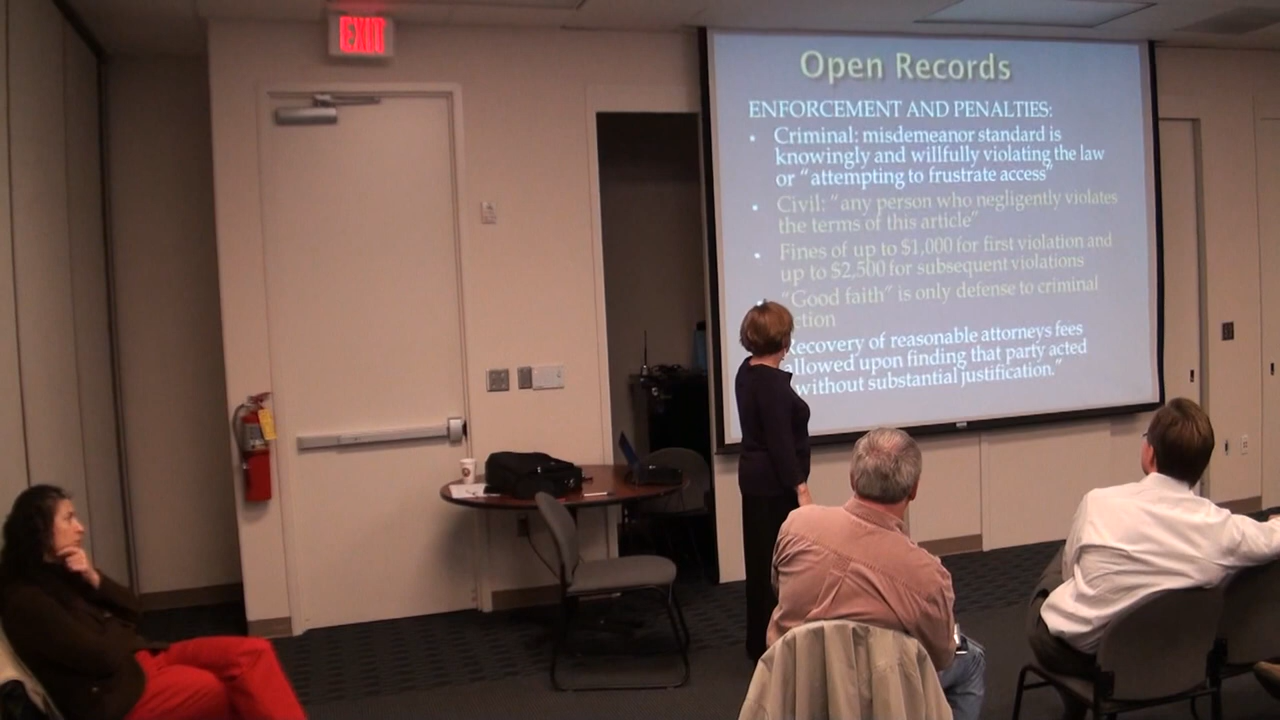 EXIT
Open Records
ENFORCEMENT AND PENALTIES:
• Criminal: misdemeanor standard is
knowingly and willfully violating the law
or "attempting to frustrate access"
• Civil: "any person who negligently violates
the terms of this article"
• Fines of up to $1,000 for first violation and
up to $2,500 for subsequent violations
"Good faith" is only defense to criminal
ction
Recovery of reasonable attorneys fees
allowed upon finding that party acted
"without substantial justification."